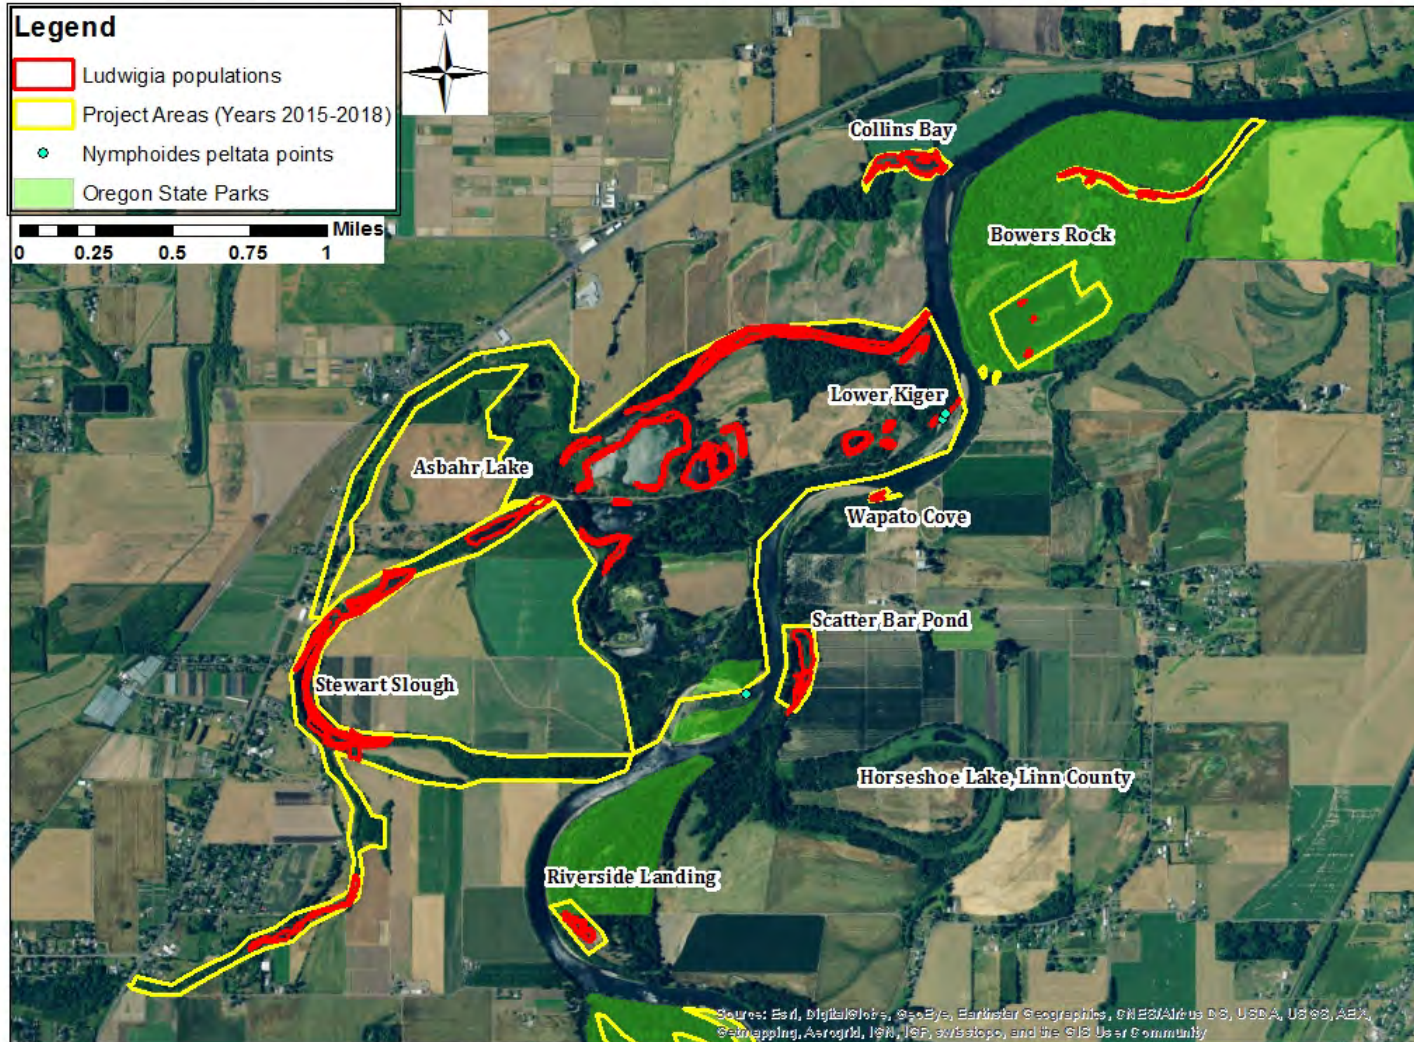 Legend
N
Ludwigia populations
Project Areas (Years 2015-2018)
Nymphoides peltata points
Oregon State Parks
Miles
0 0.25 0.5 0.75 1
Collins Bay
Bowers Rock
Lower Kiger
Asbahr Lake
Wapato Cove
Scatter Bar Pond
Stewart Slough
Horseshoe Lake, Linn County
Riverside Landing
Source: Esri, DigitalGlobe, GeoEye, Earthstar Geographics, CNES/Airbus DS, USDA, USGS, AEX,
Getmapping, Aerogrid, IGN, IGP, swisstopo, and the GIS User Community